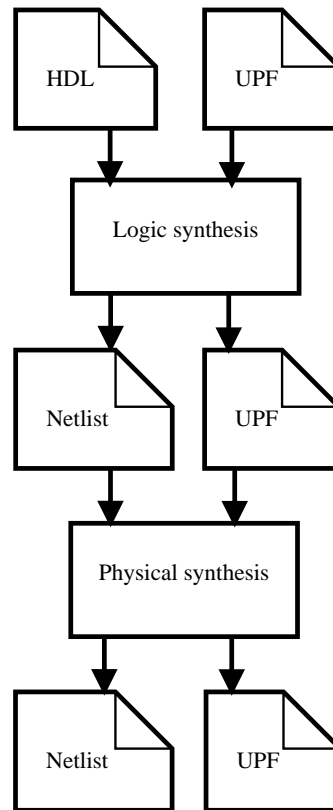 HDL
UPF
Logic synthesis
Netlist
UPF
Physical synthesis
Netlist
UPF